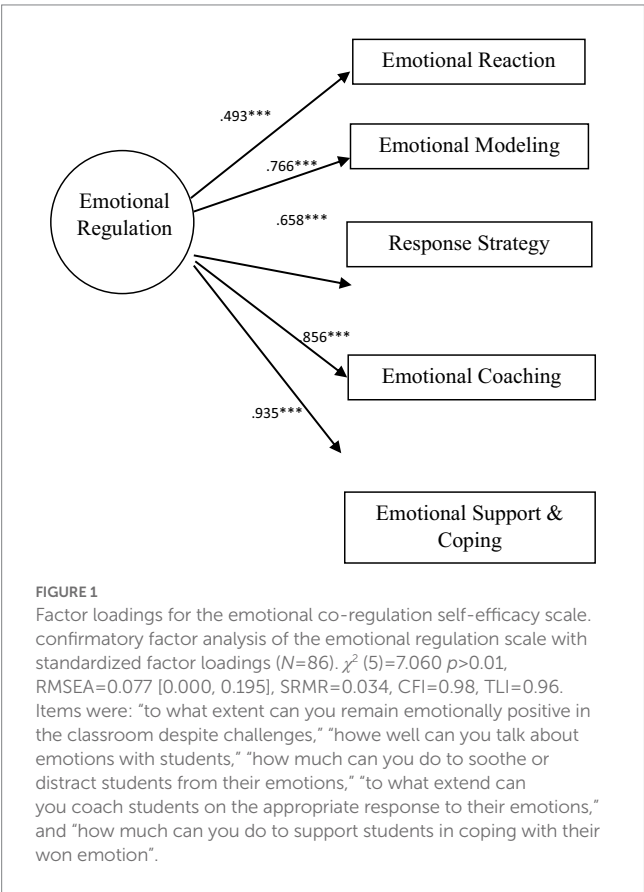 Emotional Reaction
.493***
Emotional Modeling
.766***
Emotional
Regulation
.658***
Response Strategy
.856***
Emotional Coaching
.935***
Emotional Support &
Coping
FIGURE 1
Factor loadings for the emotional co-regulation self-efficacy scale.
confirmatory factor analysis of the emotional regulation scale with
standardized factor loadings (N=86). χ² (5)=7.060 p>0.01,
RMSEA=0.077 [0.000, 0.195], SRMR=0.034, CFI=0.98, TLI=0.96.
Items were: “to what extent can you remain emotionally positive in
the classroom despite challenges,” “howe well can you talk about
emotions with students,” “how much can you do to soothe or
distract students from their emotions,” “to what extend can
you coach students on the appropriate response to their emotions,”
and “how much can you do to support students in coping with their
won emotion”.